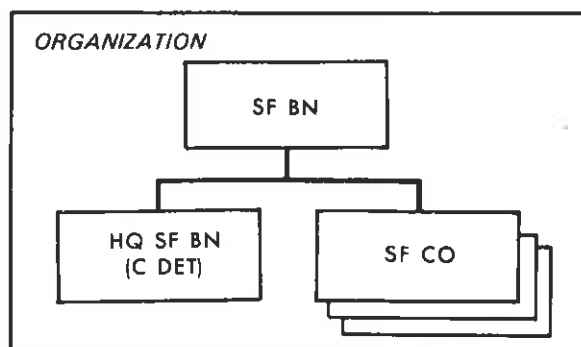 ORGANIZATION
SF BN
HQ SF BN
(C DET)
SF CO